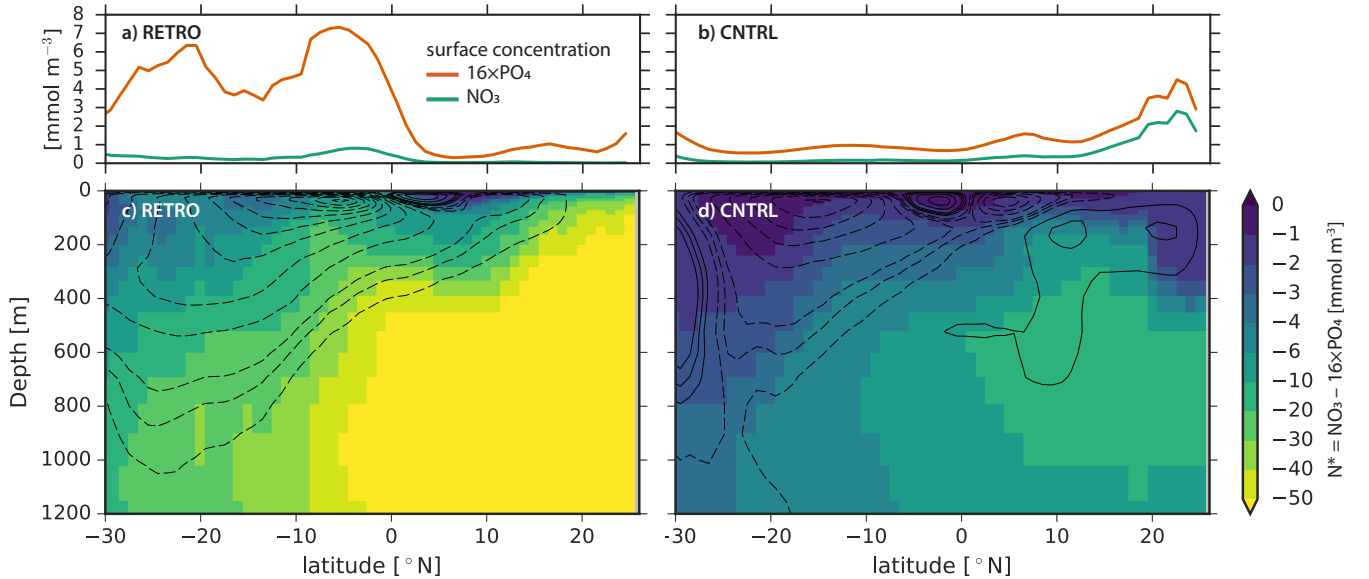 a) RETRO
b) CNTRL
surface concentration
16×PO₄
NO₃
[mmol m⁻³]
8
7
6
5
4
3
2
1
0
c) RETRO
d) CNTRL
Depth [m]
0
200
400
600
800
1000
1200
−30 −20 −10 0 10 20
−30 −20 −10 0 10 20
latitude [°N]
latitude [°N]
0
−1
−2
−3
−4
−6
−10
−20
−30
−40
−50
N* = NO₃ − 16×PO₄ [mmol m⁻³]